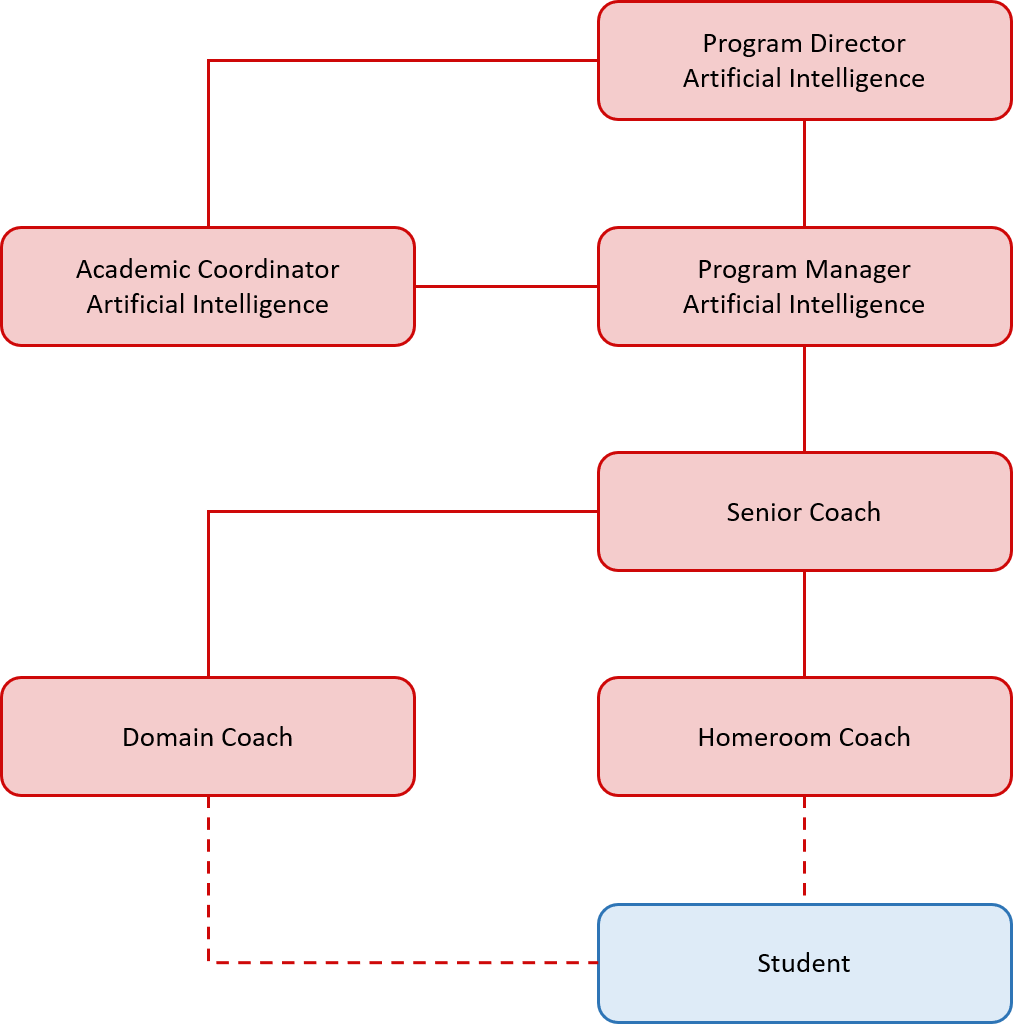 Program Director
Artificial Intelligence
Academic Coordinator
Artificial Intelligence
Program Manager
Artificial Intelligence
Senior Coach
Domain Coach
Homeroom Coach
Student